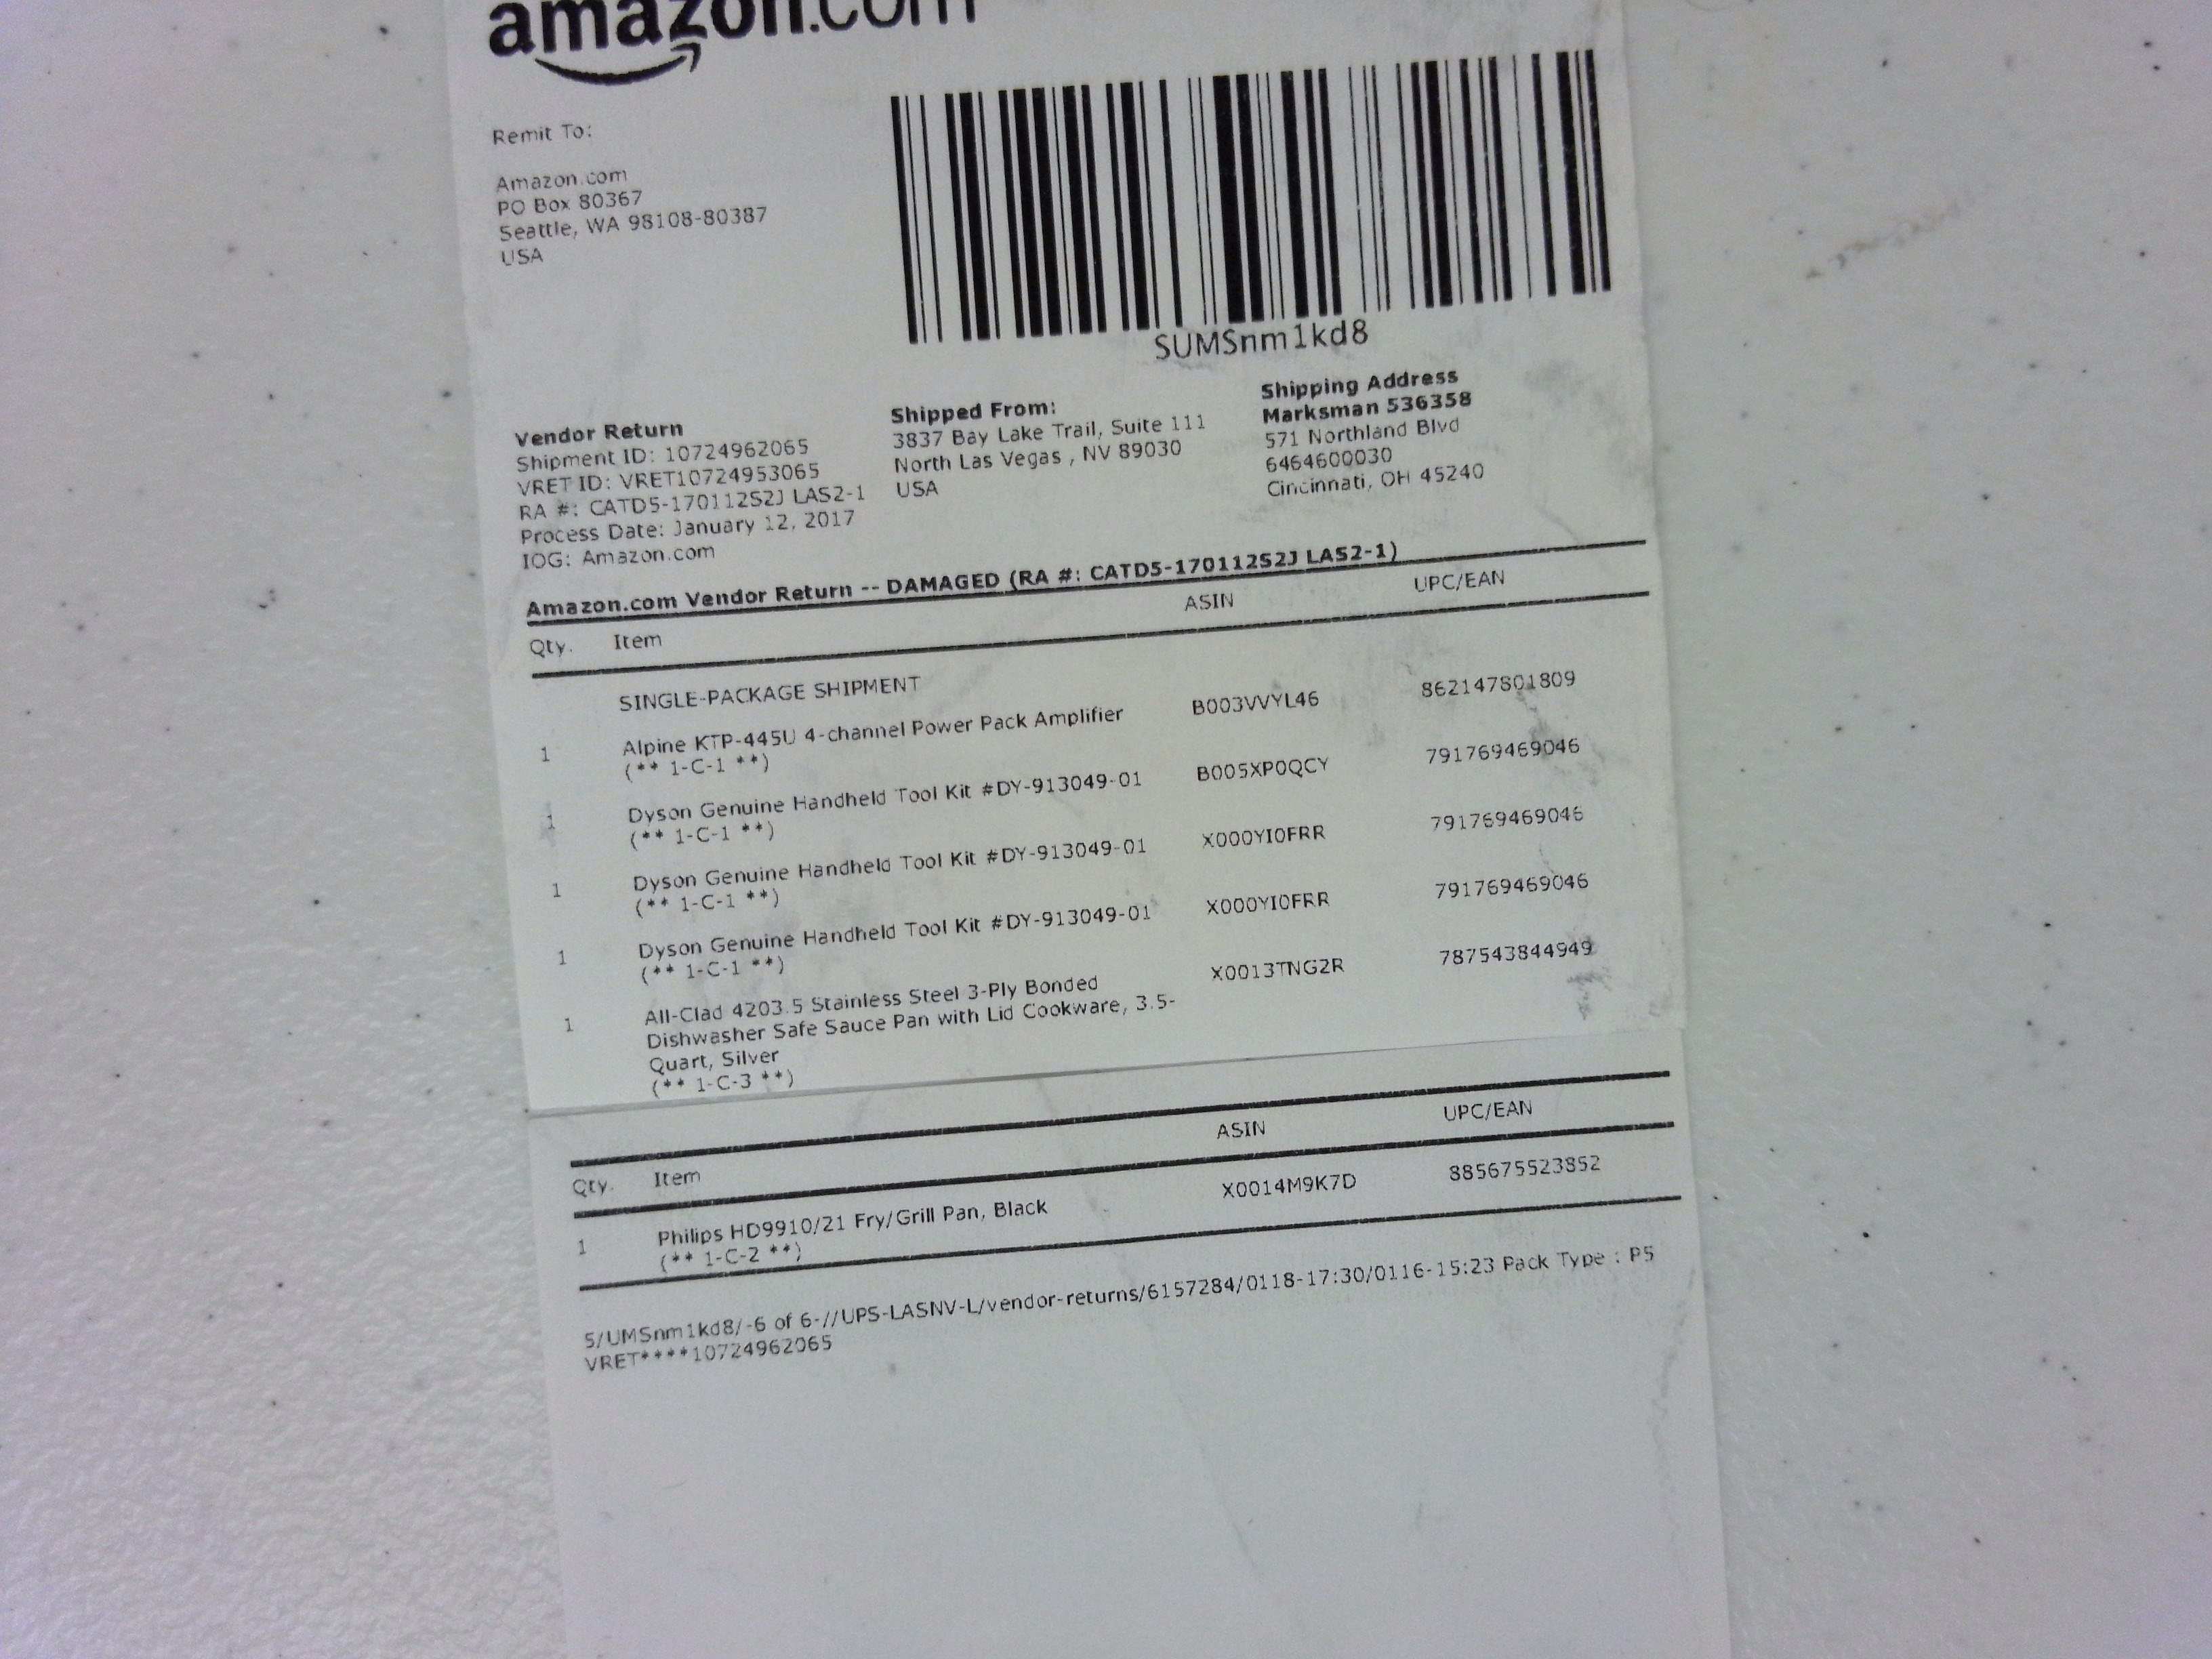 amazon.com
Remit To:
Amazon.com
PO Box 80367
Seattle, WA 98108-80387
USA
SUMSnm1kd8
Vendor Return
Shipment ID: 10724962065
VRET ID: VRET10724953065
RA #: CATD5-170112S2J LAS2-1
Process Date: January 12, 2017
IOG: Amazon.com
Shipped From:
3837 Bay Lake Trail, Suite 111
North Las Vegas , NV 89030
USA
Shipping Address
Marksman 536358
571 Northland Blvd
6464600030
Cincinnati, OH 45240
Amazon.com Vendor Return -- DAMAGED (RA #: CATD5-170112S2J LAS2-1)
Qty. Item ASIN UPC/EAN
SINGLE-PACKAGE SHIPMENT
1 Alpine KTP-445U 4-channel Power Pack Amplifier B003VVYL46 862147801809
(** 1-C-1 **)
1 Dyson Genuine Handheld Tool Kit #DY-913049-01 B005XP0QCY 791769469046
(** 1-C-1 **)
1 Dyson Genuine Handheld Tool Kit #DY-913049-01 X000YI0FRR 791769469046
(** 1-C-1 **)
1 Dyson Genuine Handheld Tool Kit #DY-913049-01 X000YI0FRR 791769469046
(** 1-C-1 **)
1 All-Clad 4203.5 Stainless Steel 3-Ply Bonded X0013TNG2R 787543844949
Dishwasher Safe Sauce Pan with Lid Cookware, 3.5-
Quart, Silver
(** 1-C-3 **)
Qty. Item ASIN UPC/EAN
1 Philips HD9910/21 Fry/Grill Pan, Black X0014M9K7D 885675523852
(** 1-C-2 **)
S/UMSnm1kd8/-6 of 6-//UPS-LASNV-L/vendor-returns/6157284/0118-17:30/0116-15:23 Pack Type : P5
VRET****10724962065